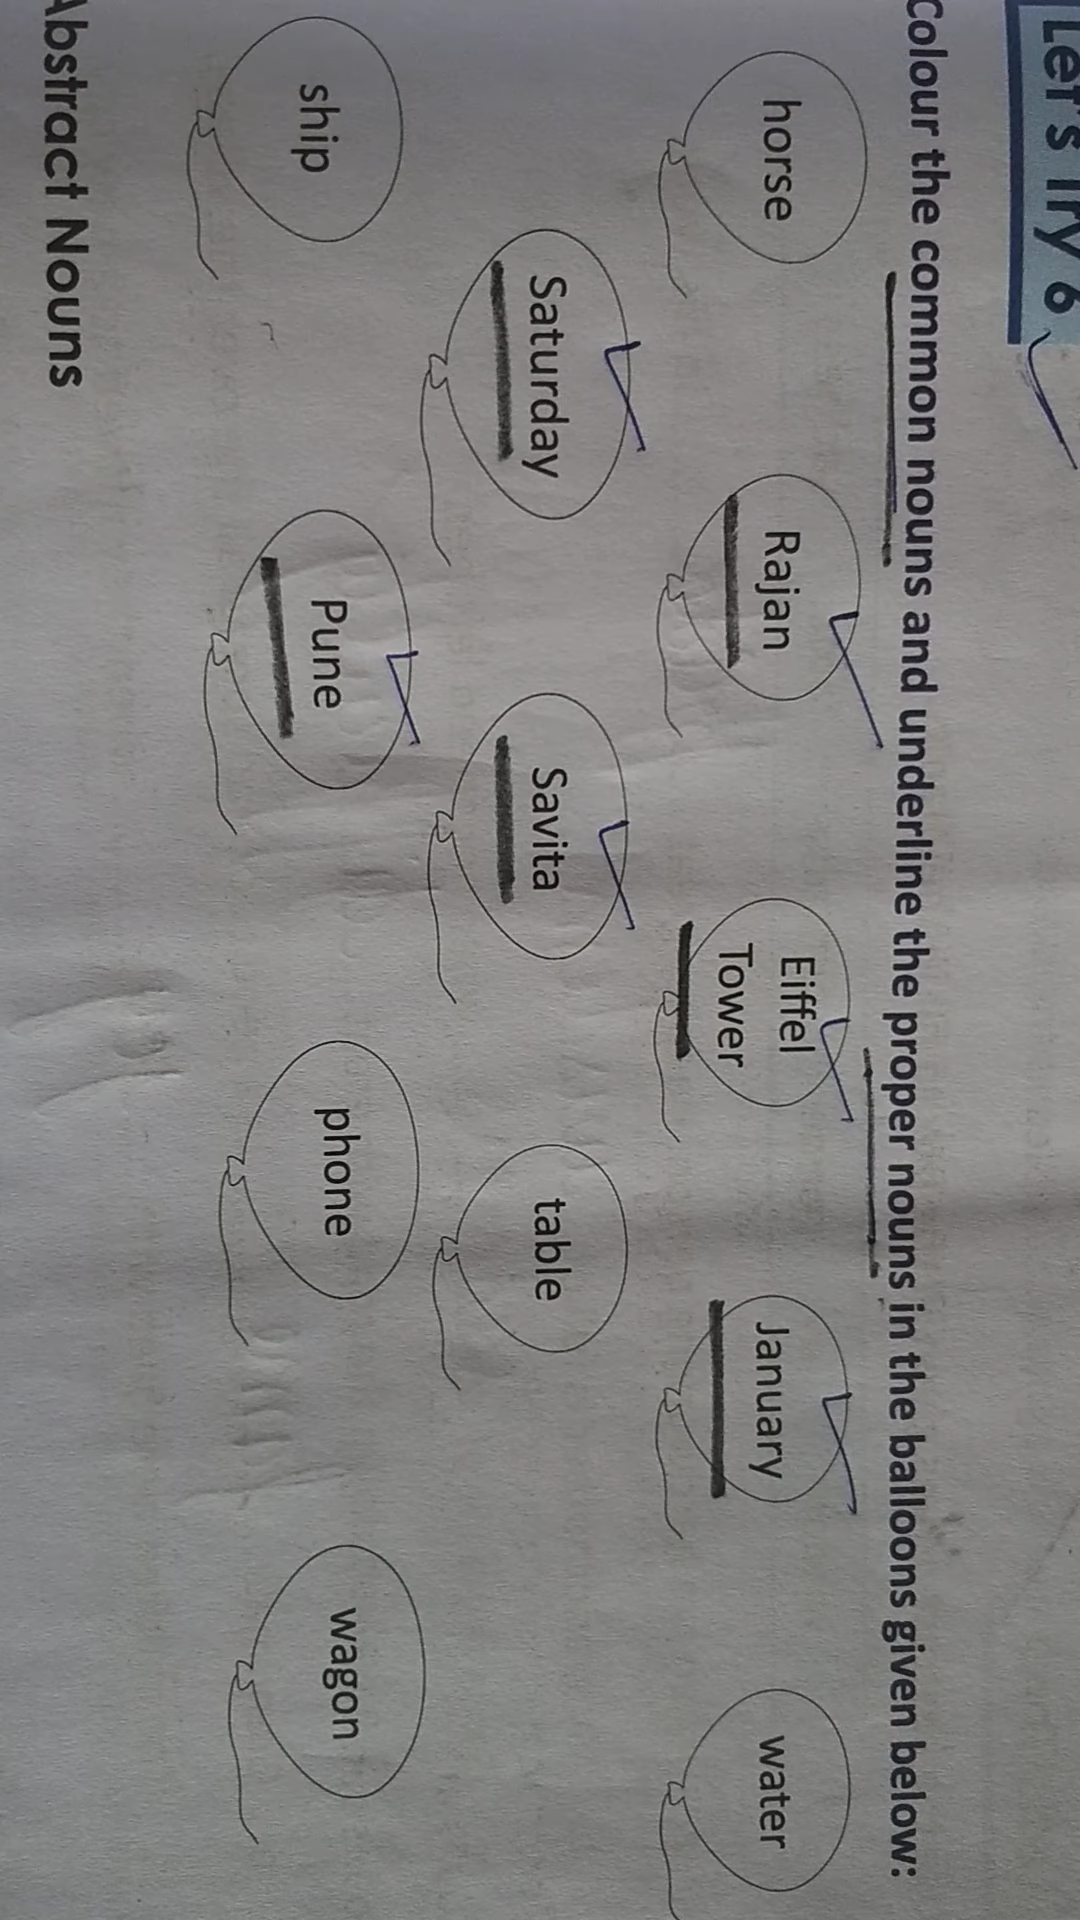 Let's Try 6
Colour the common nouns and underline the proper nouns in the balloons given below:
horse
Rajan
Eiffel
Tower
January
water
Saturday
Savita
table
ship
Pune
phone
wagon
Abstract Nouns